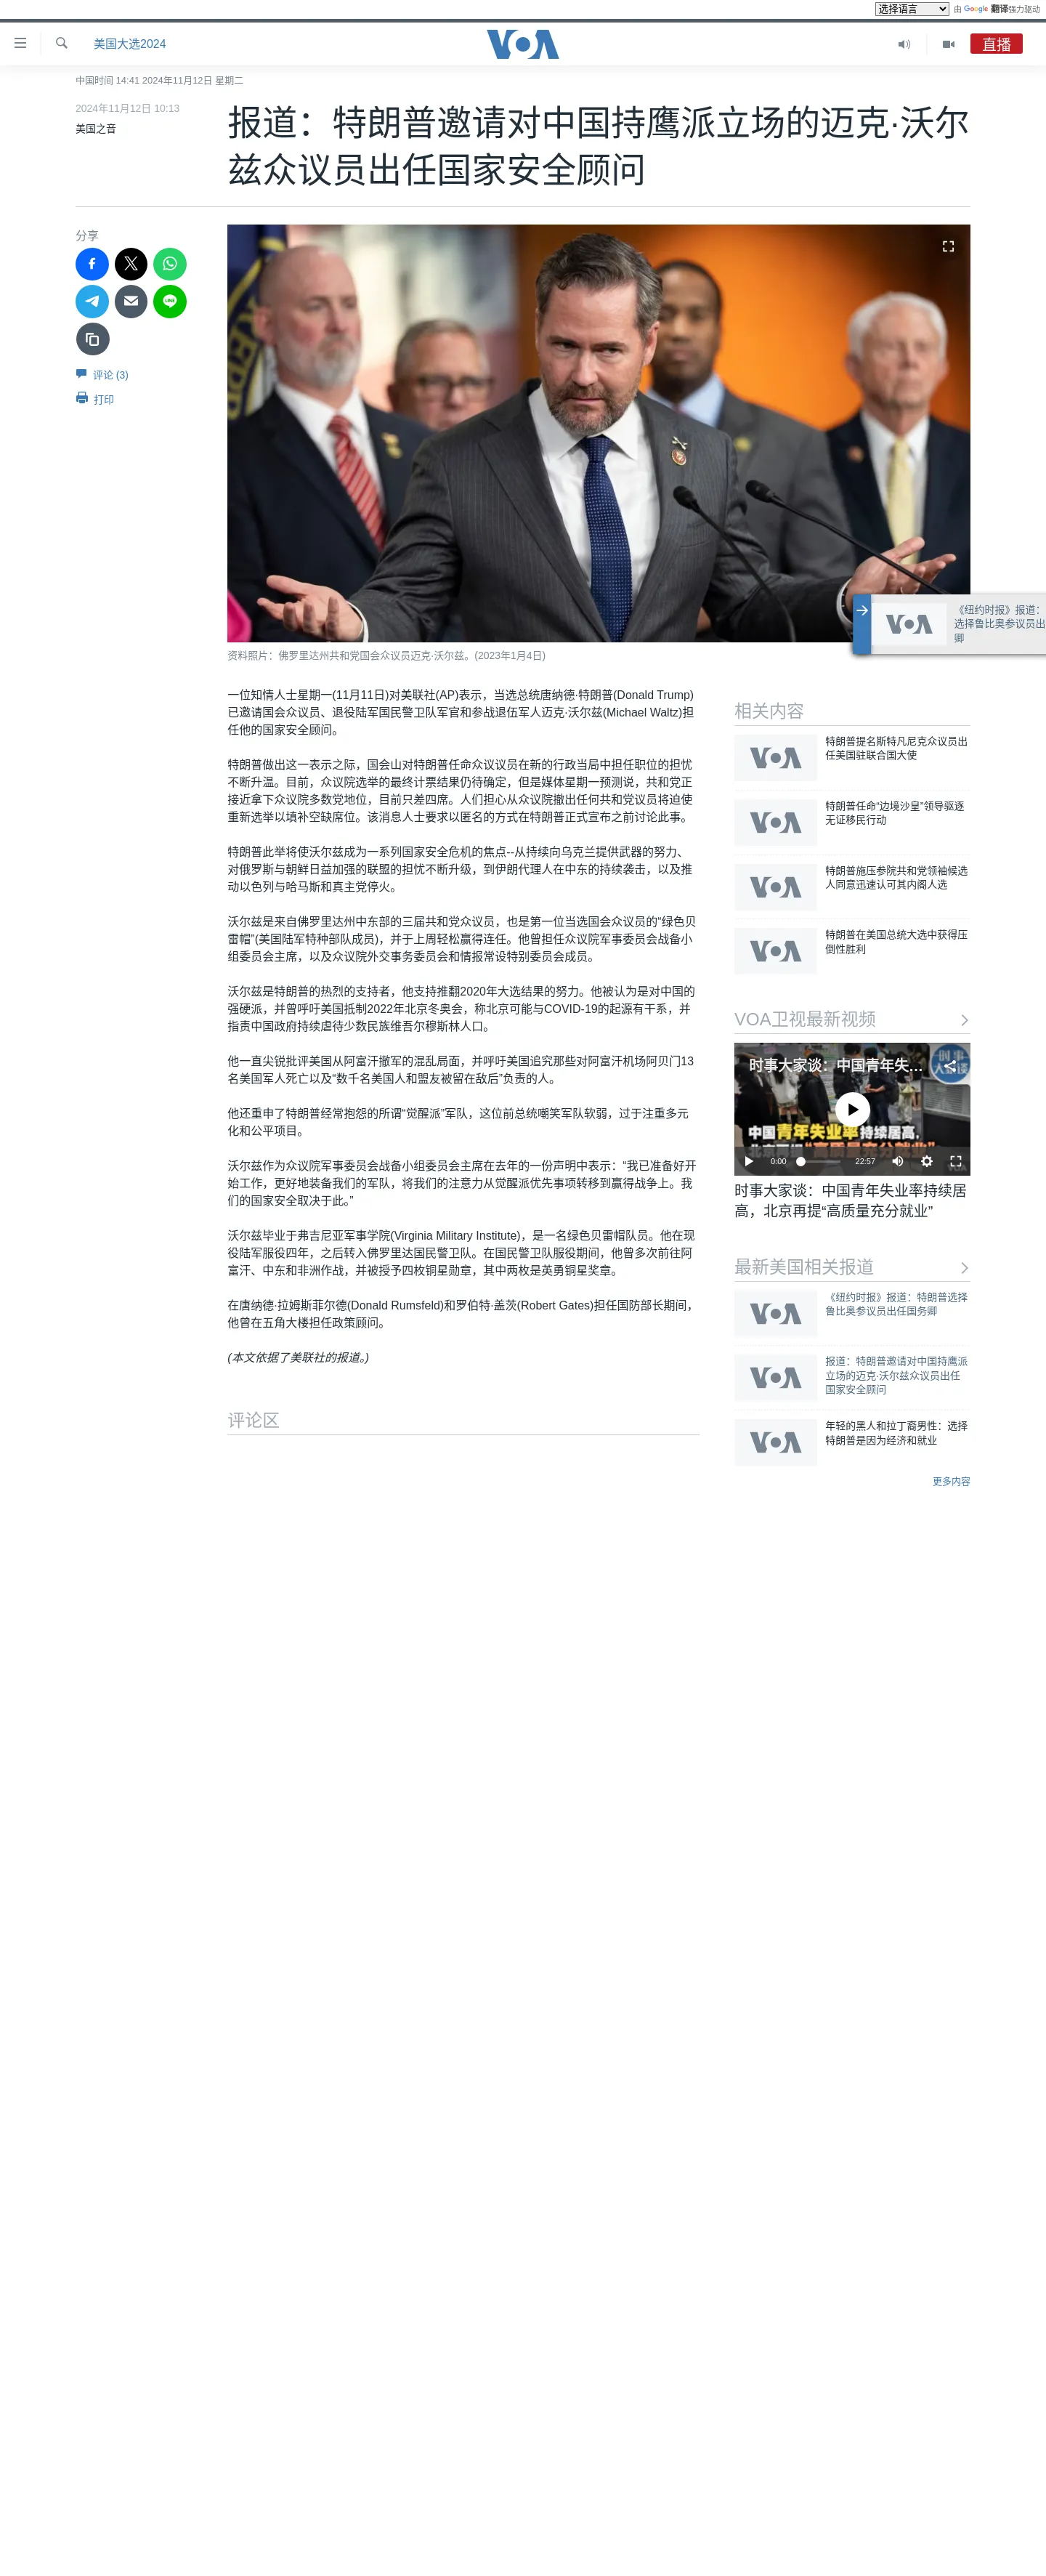 选择语言 由 Google 翻译强力驱动
美国大选2024
VOA
直播
中国时间 14:41 2024年11月12日 星期二
2024年11月12日 10:13
美国之音
报道：特朗普邀请对中国持鹰派立场的迈克·沃尔
兹众议员出任国家安全顾问
分享
评论 (3)
打印
《纽约时报》报道：
选择鲁比奥参议员出
卿
VOA
资料照片：佛罗里达州共和党国会众议员迈克·沃尔兹。(2023年1月4日)
一位知情人士星期一(11月11日)对美联社(AP)表示，当选总统唐纳德·特朗普(Donald Trump)
已邀请国会众议员、退役陆军国民警卫队军官和参战退伍军人迈克·沃尔兹(Michael Waltz)担
任他的国家安全顾问。
特朗普做出这一表示之际，国会山对特朗普任命众议议员在新的行政当局中担任职位的担忧
不断升温。目前，众议院选举的最终计票结果仍待确定，但是媒体星期一预测说，共和党正
接近拿下众议院多数党地位，目前只差四席。人们担心从众议院撤出任何共和党议员将迫使
重新选举以填补空缺席位。该消息人士要求以匿名的方式在特朗普正式宣布之前讨论此事。
特朗普此举将使沃尔兹成为一系列国家安全危机的焦点--从持续向乌克兰提供武器的努力、
对俄罗斯与朝鲜日益加强的联盟的担忧不断升级，到伊朗代理人在中东的持续袭击，以及推
动以色列与哈马斯和真主党停火。
沃尔兹是来自佛罗里达州中东部的三届共和党众议员，也是第一位当选国会众议员的“绿色贝
雷帽”(美国陆军特种部队成员)，并于上周轻松赢得连任。他曾担任众议院军事委员会战备小
组委员会主席，以及众议院外交事务委员会和情报常设特别委员会成员。
沃尔兹是特朗普的热烈的支持者，他支持推翻2020年大选结果的努力。他被认为是对中国的
强硬派，并曾呼吁美国抵制2022年北京冬奥会，称北京可能与COVID-19的起源有干系，并
指责中国政府持续虐待少数民族维吾尔穆斯林人口。
他一直尖锐批评美国从阿富汗撤军的混乱局面，并呼吁美国追究那些对阿富汗机场阿贝门13
名美国军人死亡以及“数千名美国人和盟友被留在敌后”负责的人。
他还重申了特朗普经常抱怨的所谓“觉醒派”军队，这位前总统嘲笑军队软弱，过于注重多元
化和公平项目。
沃尔兹作为众议院军事委员会战备小组委员会主席在去年的一份声明中表示：“我已准备好开
始工作，更好地装备我们的军队，将我们的注意力从觉醒派优先事项转移到赢得战争上。我
们的国家安全取决于此。”
沃尔兹毕业于弗吉尼亚军事学院(Virginia Military Institute)，是一名绿色贝雷帽队员。他在现
役陆军服役四年，之后转入佛罗里达国民警卫队。在国民警卫队服役期间，他曾多次前往阿
富汗、中东和非洲作战，并被授予四枚铜星勋章，其中两枚是英勇铜星奖章。
在唐纳德·拉姆斯菲尔德(Donald Rumsfeld)和罗伯特·盖茨(Robert Gates)担任国防部长期间，
他曾在五角大楼担任政策顾问。
(本文依据了美联社的报道。)
评论区
相关内容
VOA
特朗普提名斯特凡尼克众议员出
任美国驻联合国大使
VOA
特朗普任命“边境沙皇”领导驱逐
无证移民行动
VOA
特朗普施压参院共和党领袖候选
人同意迅速认可其内阁人选
VOA
特朗普在美国总统大选中获得压
倒性胜利
VOA卫视最新视频
时事大家谈：中国青年失…
时事
大家谈
中国青年失业率持续居高，
北京再提“高质量充分就业”
0:00
22:57
时事大家谈：中国青年失业率持续居
高，北京再提“高质量充分就业”
最新美国相关报道
VOA
《纽约时报》报道：特朗普选择
鲁比奥参议员出任国务卿
VOA
报道：特朗普邀请对中国持鹰派
立场的迈克·沃尔兹众议员出任
国家安全顾问
VOA
年轻的黑人和拉丁裔男性：选择
特朗普是因为经济和就业
更多内容